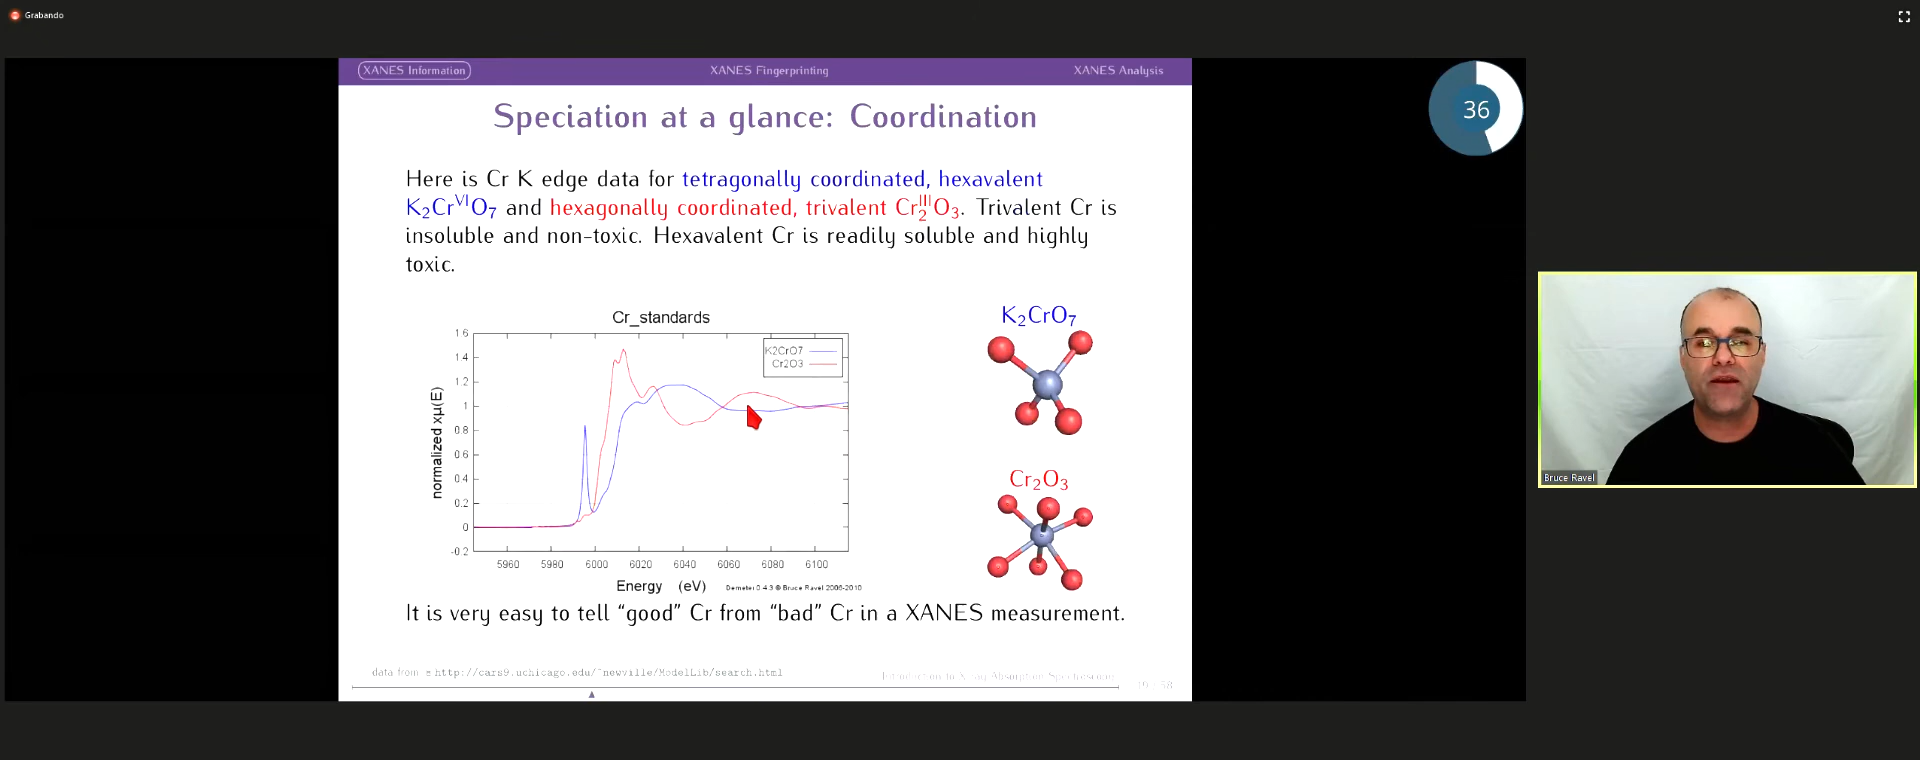 Grabando
XANES Information
XANES Fingerprinting
XANES Analysis
36
Speciation at a glance: Coordination
Here is Cr K edge data for tetragonally coordinated, hexavalent
K₂Cr^VI O₇ and hexagonally coordinated, trivalent Cr₂^III O₃. Trivalent Cr is
insoluble and non-toxic. Hexavalent Cr is readily soluble and highly
toxic.
Cr_standards
K2CrO7
Cr2O3
normalized xμ(E)
1.6
1.4
1.2
1
0.8
0.6
0.4
0.2
0
-0.2
5960 5980 6000 6020 6040 6060 6080 6100
Energy (eV)
Demeter 0.4.3 © Bruce Ravel 2006-2010
K₂CrO₇
Cr₂O₃
It is very easy to tell “good” Cr from “bad” Cr in a XANES measurement.
data from http://cars9.uchicago.edu/~newville/ModelLib/search.html
Introduction to X-ray Absorption Spectroscopy
Bruce Ravel